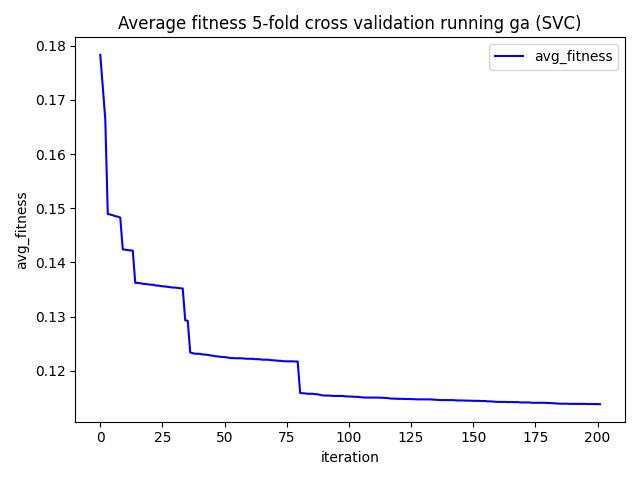 Average fitness 5-fold cross validation running ga (SVC)
avg_fitness
0.18
0.17
0.16
0.15
0.14
0.13
0.12
avg_fitness
0 25 50 75 100 125 150 175 200
iteration